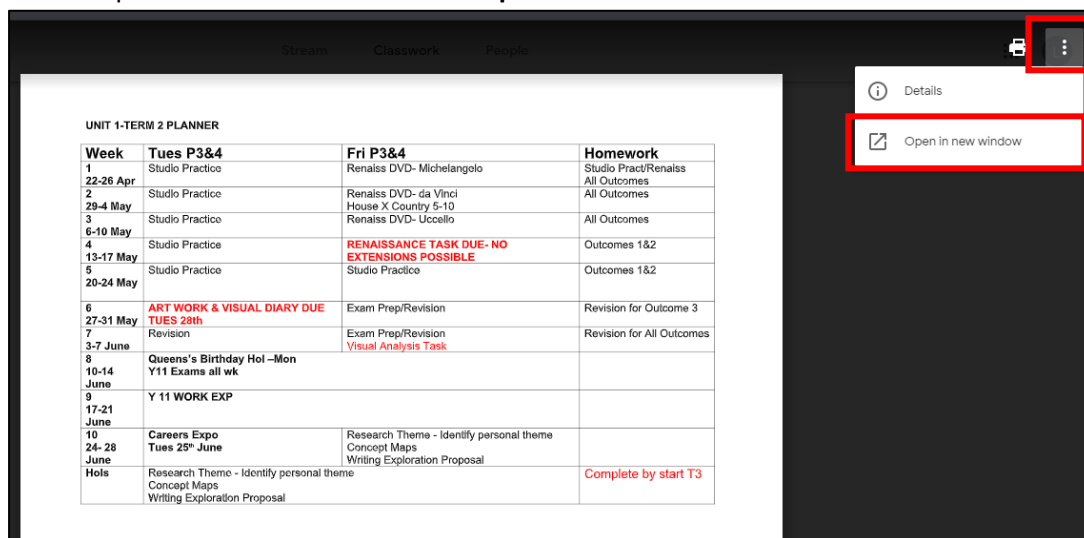 Stream Classwork People
Details
Open in new window
UNIT 1-TERM 2 PLANNER
Week Tues P3&4 Fri P3&4 Homework
1 Studio Practice Renaiss DVD- Michelangelo Studio Pract/Renaiss
22-26 Apr All Outcomes
2 Studio Practice Renaiss DVD- da Vinci All Outcomes
29-4 May House X Country 5-10
3 Studio Practice Renaiss DVD- Uccello All Outcomes
6-10 May
4 Studio Practice RENAISSANCE TASK DUE- NO Outcomes 1&2
13-17 May EXTENSIONS POSSIBLE
5 Studio Practice Studio Practice Outcomes 1&2
20-24 May
6 ART WORK & VISUAL DIARY DUE Exam Prep/Revision Revision for Outcome 3
27-31 May TUES 28th
7 Revision Exam Prep/Revision Revision for All Outcomes
3-7 June Visual Analysis Task
8 Queens's Birthday Hol –Mon
10-14 Y11 Exams all wk
June
9 Y 11 WORK EXP
17-21
June
10 Careers Expo Research Theme - Identify personal theme
24- 28 Tues 25th June Concept Maps
June Writing Exploration Proposal
Hols Research Theme - Identify personal theme Complete by start T3
Concept Maps
Writing Exploration Proposal